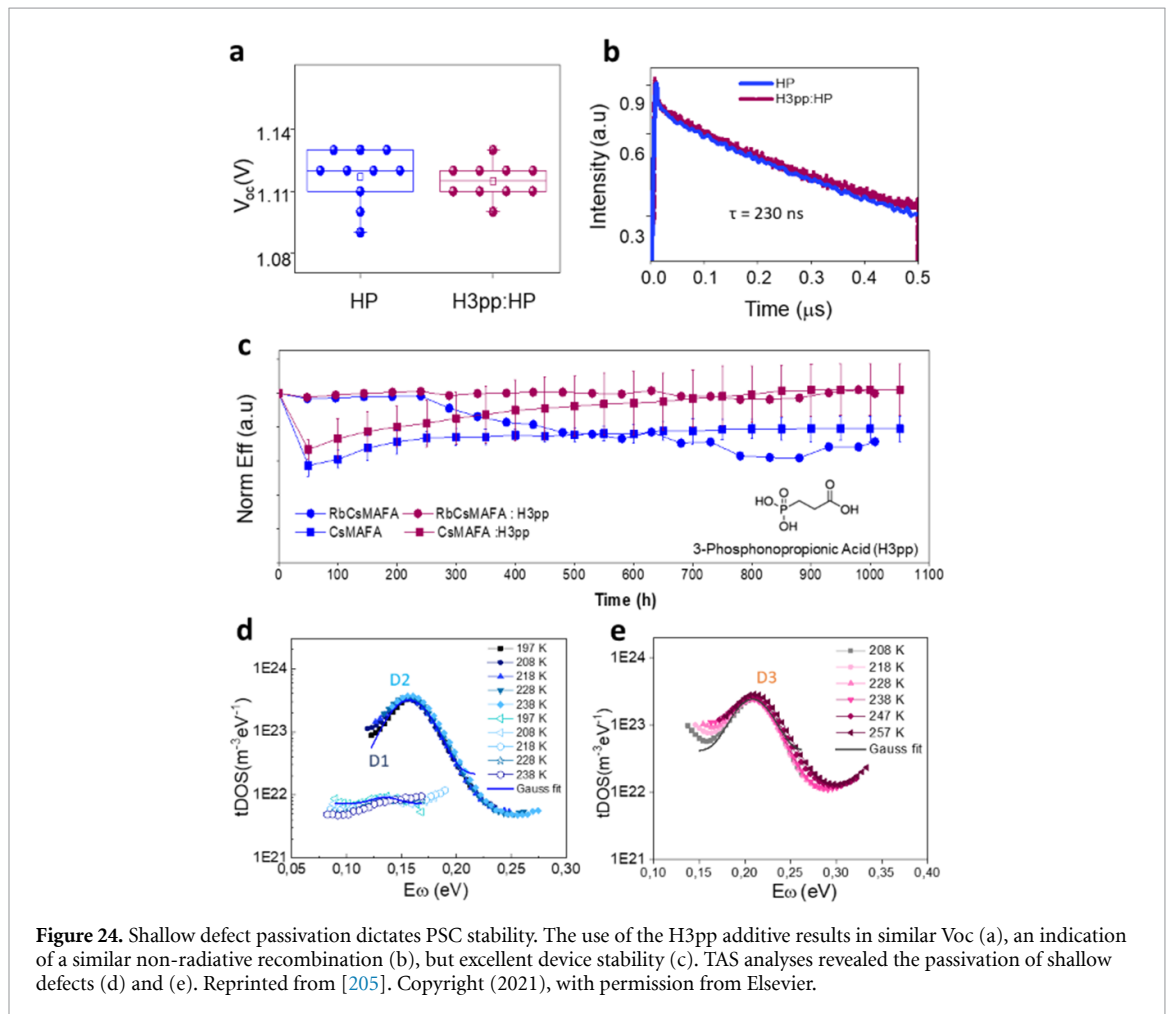 a
1.14
1.11
1.08
Voc(V)
HP
H3pp:HP
b
HP
H3pp:HP
0.9
0.6
0.3
Intensity (a.u)
τ = 230 ns
0.0 0.1 0.2 0.3 0.4 0.5
Time (μs)
c
Norm Eff (a.u)
RbCsMAFA RbCsMAFA : H3pp
CsMAFA CsMAFA :H3pp
HO O P OH O OH
3-Phosphonopropionic Acid (H3pp)
0 100 200 300 400 500 600 700 800 900 1000 1100
Time (h)
d
1E24
1E23
1E22
1E21
tDOS(m⁻³eV⁻¹)
D2
D1
197 K
208 K
218 K
228 K
238 K
197 K
208 K
218 K
228 K
238 K
Gauss fit
0,05 0,10 0,15 0,20 0,25 0,30
Eω (eV)
e
1E24
1E23
1E22
1E21
tDOS(m⁻³eV⁻¹)
D3
208 K
218 K
228 K
238 K
247 K
257 K
Gauss fit
0,10 0,15 0,20 0,25 0,30 0,35 0,40
Eω (eV)
Figure 24. Shallow defect passivation dictates PSC stability. The use of the H3pp additive results in similar Voc (a), an indication
of a similar non-radiative recombination (b), but excellent device stability (c). TAS analyses revealed the passivation of shallow
defects (d) and (e). Reprinted from [205]. Copyright (2021), with permission from Elsevier.